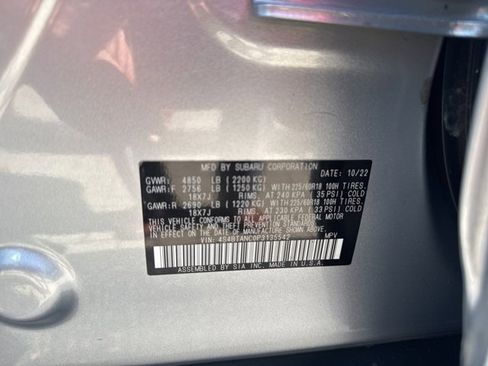 MFD BY SUBARU CORPORATION DATE: 10/22
GVWR: 4850 LB (2200 KG)
GAWR:F 2756 LB (1250 KG) WITH 225/60R18 100H TIRES.
18X7J RIMS. AT 240 KPA (35 PSI) COLD
GAWR:R 2690 LB (1220 KG) WITH 225/60R18 100H TIRES.
18X7J RIMS. AT 230 KPA (33 PSI) COLD
THIS VEHICLE CONFORMS TO ALL APPLICABLE FEDERAL MOTOR
VEHICLE SAFETY AND THEFT PREVENTION STANDARDS
IN EFFECT ON THE DATE OF MANUFACTURE SHOWN ABOVE.
VIN: 4S4BTANC0P3135542 MPV
ASSEMBLED BY SIA INC. MADE IN U.S.A.